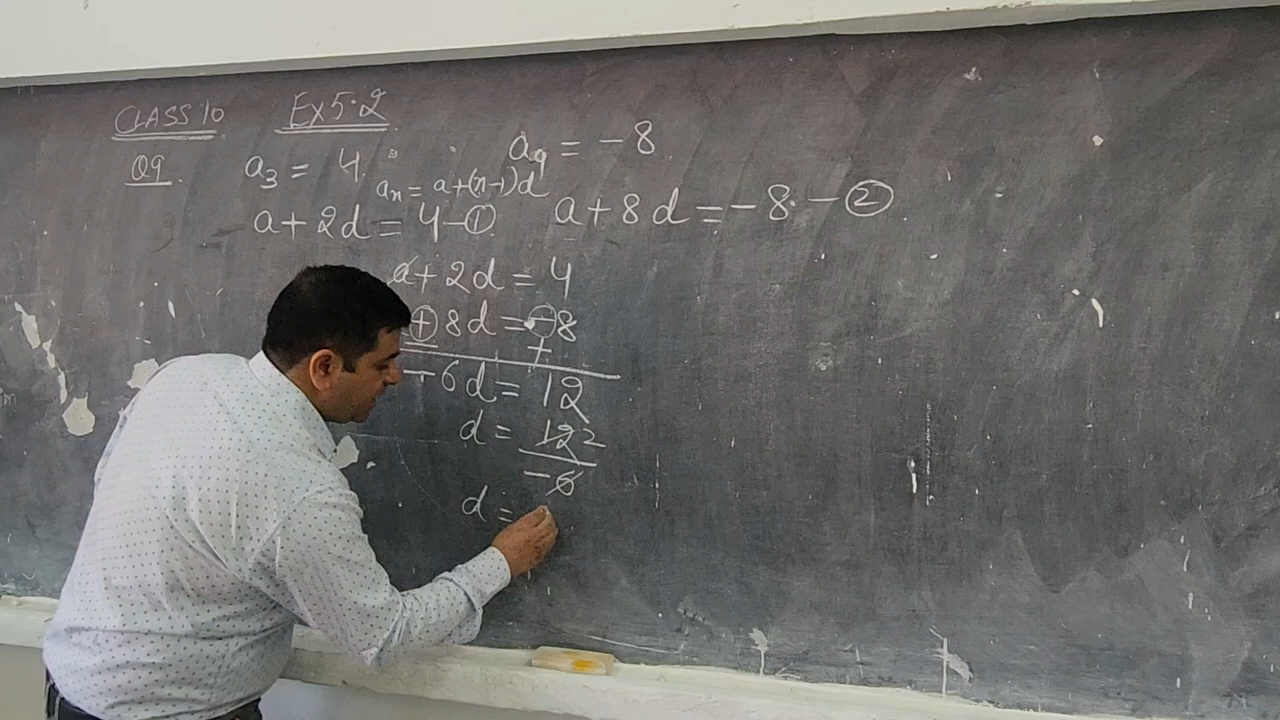 CLASS 10 Ex 5.2
Q9. a₃ = 4. a₉ = -8
aₙ = a+(n-1)d
a + 2d = 4 - ① a + 8d = -8. - ②
a + 2d = 4
+ 8d = -8
+
-6d = 12
d = 12 2
-6
d =